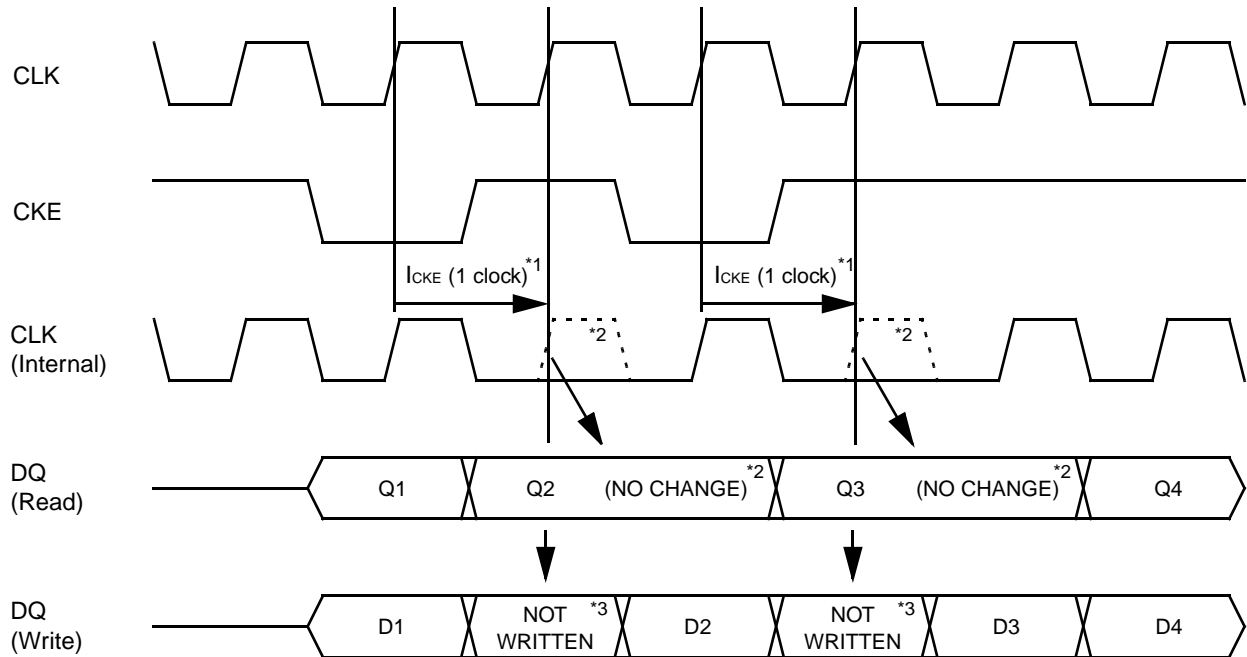 CLK
CKE
ICKE (1 clock)*1
ICKE (1 clock)*1
CLK
(Internal)
*2
*2
DQ
(Read)
Q1
Q2
(NO CHANGE)*2
Q3
(NO CHANGE)*2
Q4
DQ
(Write)
D1
NOT *3
WRITTEN
D2
NOT *3
WRITTEN
D3
D4